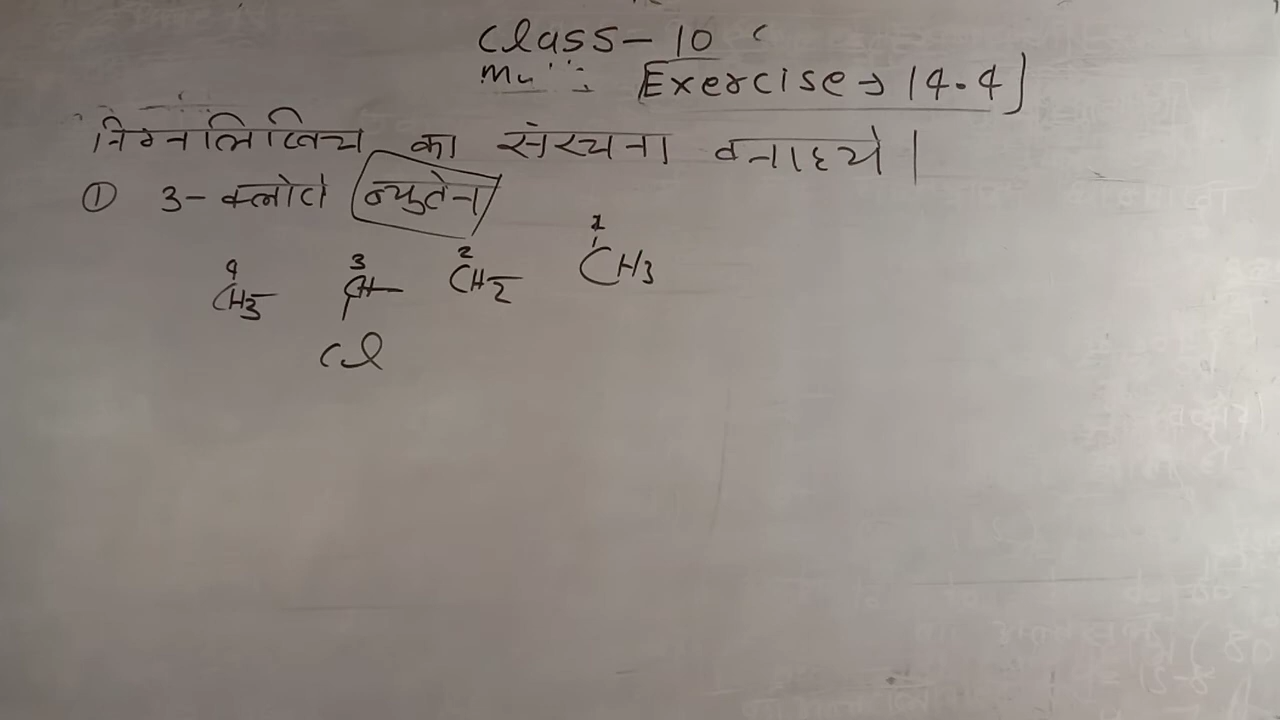 Class - 10
Exercise → 14.4
निम्नलिखित का संरचना बनाइये |
① 3- क्लोरो ब्युटेन
4 3 2 1
CH3 - CH - CH2 - CH3
Cl